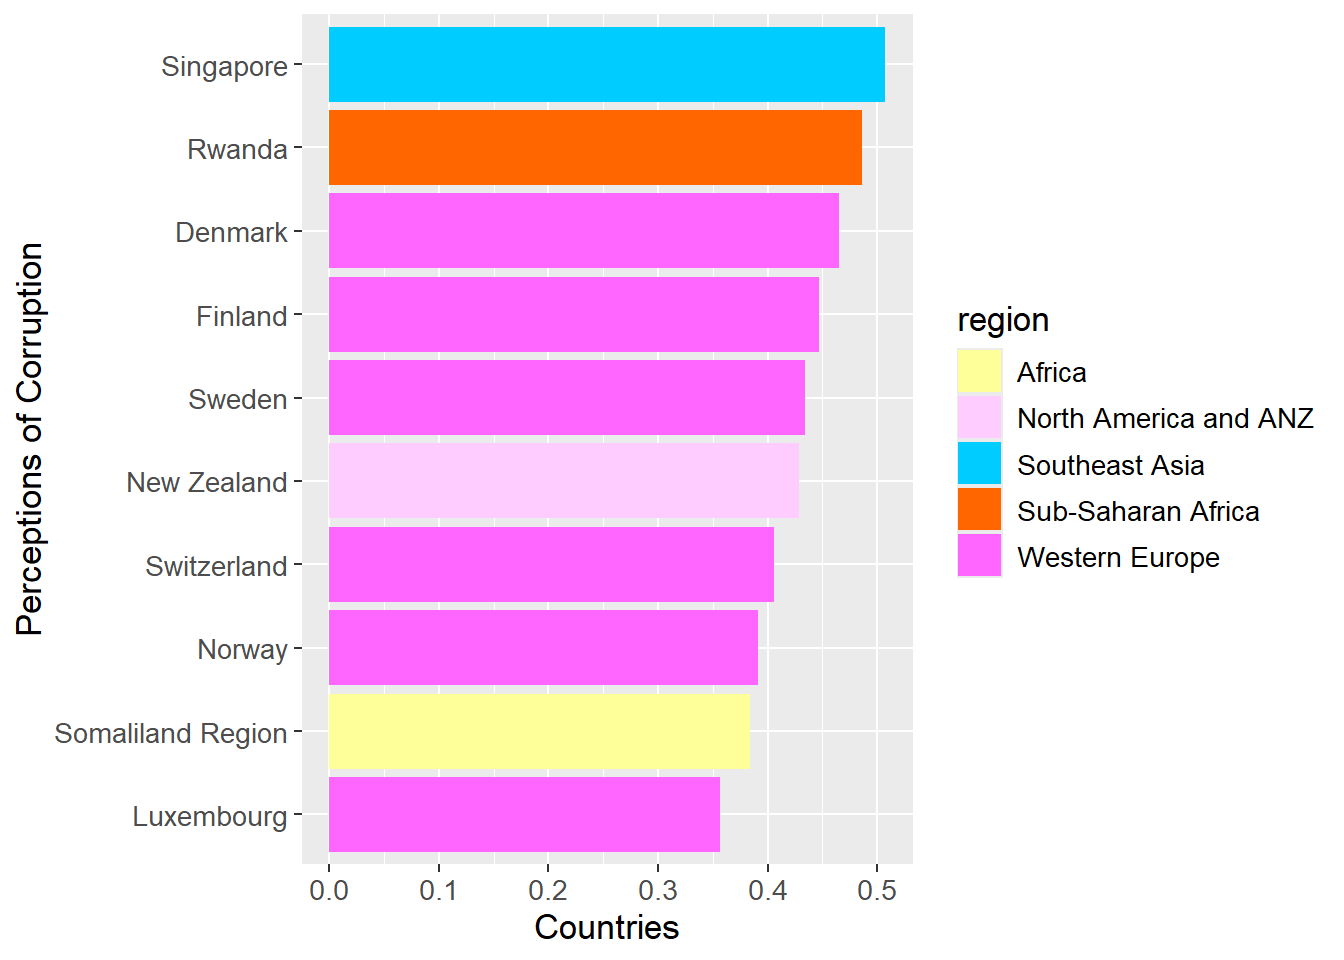 Perceptions of Corruption
Singapore
Rwanda
Denmark
Finland
Sweden
New Zealand
Switzerland
Norway
Somaliland Region
Luxembourg
0.0 0.1 0.2 0.3 0.4 0.5
Countries
region
Africa
North America and ANZ
Southeast Asia
Sub-Saharan Africa
Western Europe